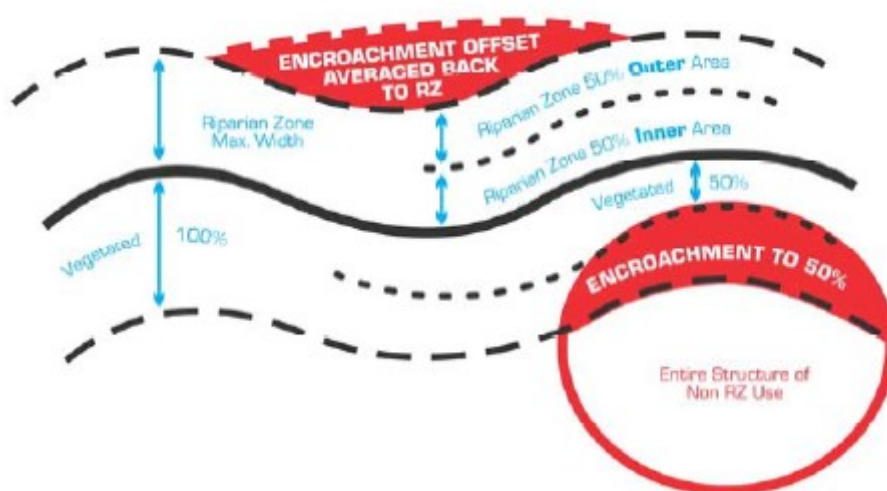 ENCROACHMENT OFFSET
AVERAGED BACK
TO RZ
Riparian Zone
Max. Width
Riparian Zone 50% Outer Area
Riparian Zone 50% Inner Area
Vegetated 100%
Vegetated 50%
ENCROACHMENT TO 50%
Entire Structure of
Non RZ Use